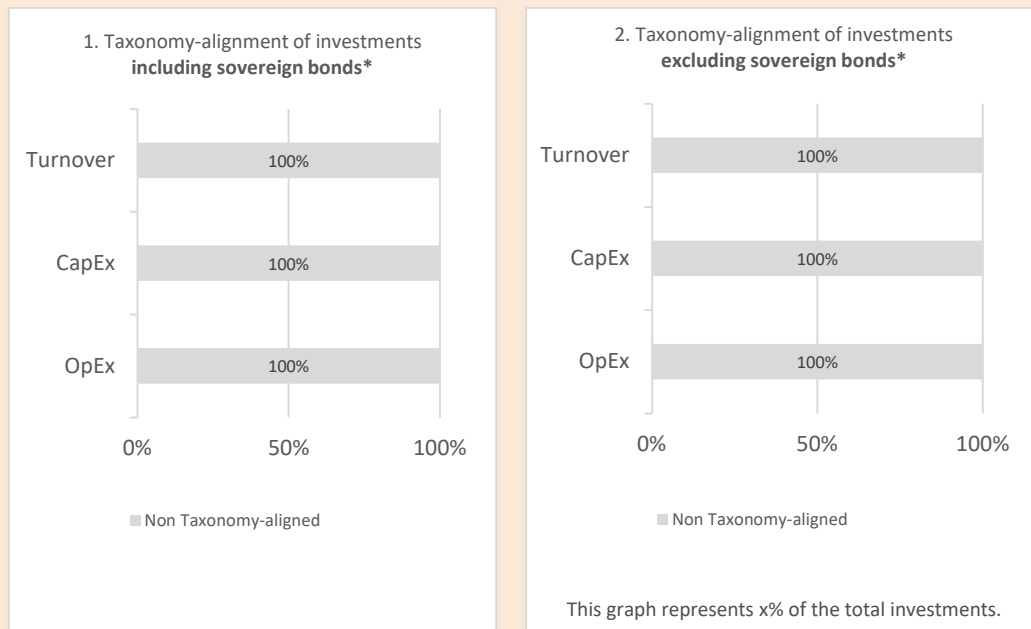 1. Taxonomy-alignment of investments
including sovereign bonds*
Turnover
100%
CapEx
100%
OpEx
100%
0%
50%
100%
Non Taxonomy-aligned
2. Taxonomy-alignment of investments
excluding sovereign bonds*
Turnover
100%
CapEx
100%
OpEx
100%
0%
50%
100%
Non Taxonomy-aligned
This graph represents x% of the total investments.